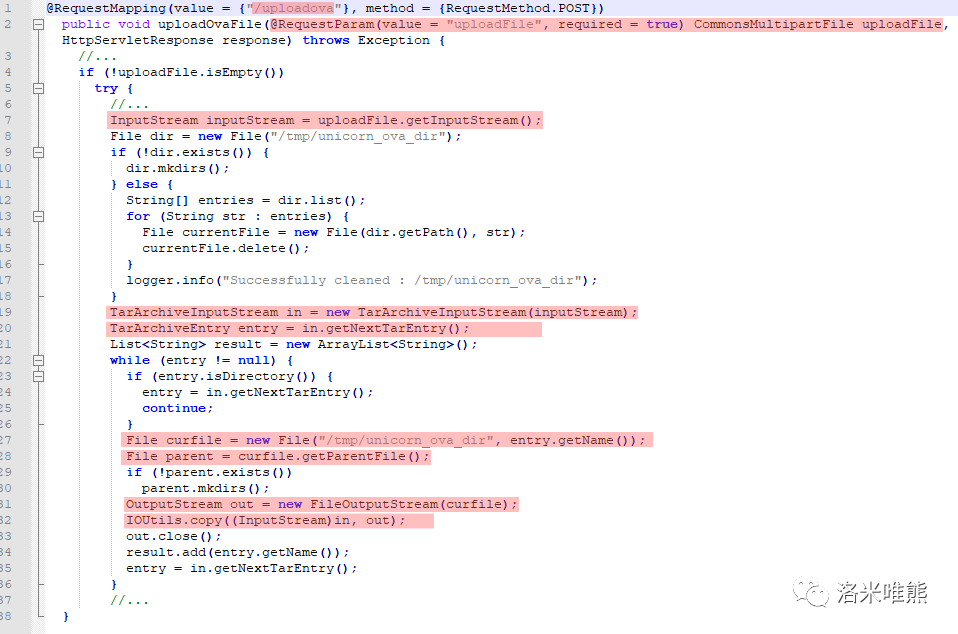 1 @RequestMapping(value = {"/uploadova"}, method = {RequestMethod.POST})
2 public void uploadOvaFile(@RequestParam(value = "uploadFile", required = true) CommonsMultipartFile uploadFile,
HttpServletResponse response) throws Exception {
3 //...
4 if (!uploadFile.isEmpty())
5 try {
6 //...
7 InputStream inputStream = uploadFile.getInputStream();
8 File dir = new File("/tmp/unicorn_ova_dir");
9 if (!dir.exists()) {
10 dir.mkdirs();
11 } else {
12 String[] entries = dir.list();
13 for (String str : entries) {
14 File currentFile = new File(dir.getPath(), str);
15 currentFile.delete();
16 }
17 logger.info("Successfully cleaned : /tmp/unicorn_ova_dir");
18 }
19 TarArchiveInputStream in = new TarArchiveInputStream(inputStream);
20 TarArchiveEntry entry = in.getNextTarEntry();
21 List<String> result = new ArrayList<String>();
22 while (entry != null) {
23 if (entry.isDirectory()) {
24 entry = in.getNextTarEntry();
25 continue;
26 }
27 File curfile = new File("/tmp/unicorn_ova_dir", entry.getName());
28 File parent = curfile.getParentFile();
29 if (!parent.exists())
30 parent.mkdirs();
31 OutputStream out = new FileOutputStream(curfile);
32 IOUtils.copy((InputStream)in, out);
33 out.close();
34 result.add(entry.getName());
35 entry = in.getNextTarEntry();
36 }
37 //...
38 }
洛米唯熊